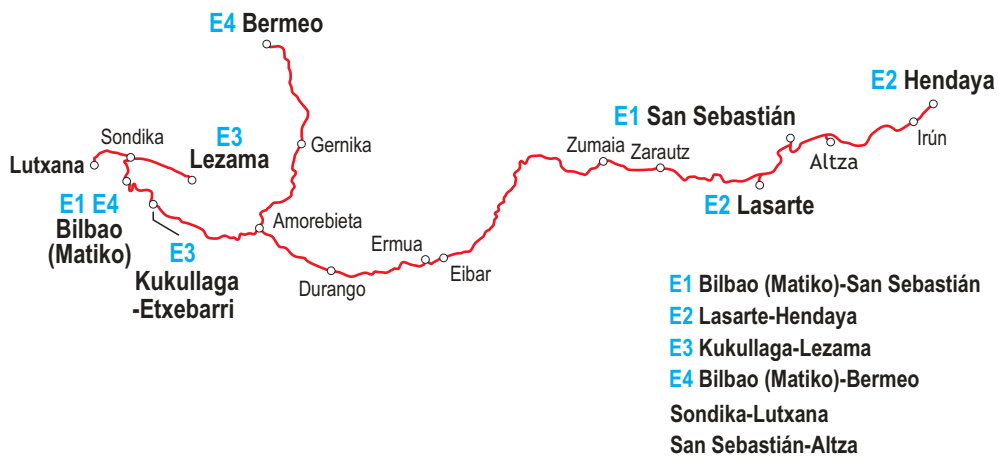 E4 Bermeo
E2 Hendaya
E1 San Sebastián
Sondika
E3
Lezama
Gernika
Lutxana
Zumaia
Zarautz
Altza
Irún
E1 E4
Bilbao
(Matiko)
E2 Lasarte
Amorebieta
E3
Kukullaga
-Etxebarri
Ermua
Eibar
Durango
E1 Bilbao (Matiko)-San Sebastián
E2 Lasarte-Hendaya
E3 Kukullaga-Lezama
E4 Bilbao (Matiko)-Bermeo
Sondika-Lutxana
San Sebastián-Altza